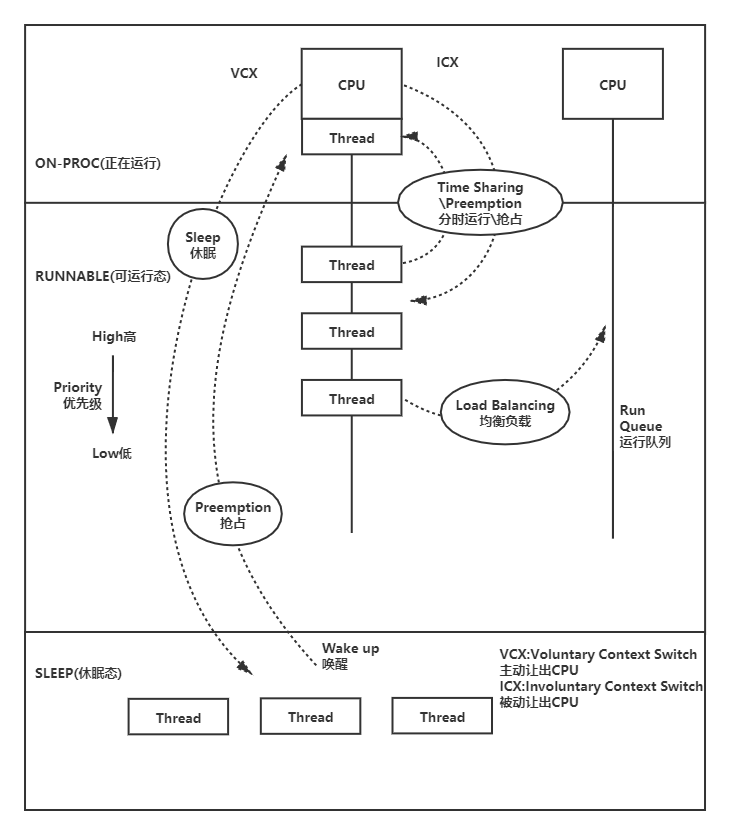 VCX
ICX
CPU
CPU
Thread
ON-PROC(正在运行)
Time Sharing
\Preemption
分时运行\抢占
Sleep
休眠
Thread
RUNNABLE(可运行态)
High高
Thread
Priority
优先级
Thread
Load Balancing
均衡负载
Run
Queue
运行队列
Low低
Preemption
抢占
Wake up
唤醒
SLEEP(休眠态)
VCX:Voluntary Context Switch
主动让出CPU
ICX:Involuntary Context Switch
被动让出CPU
Thread
Thread
Thread